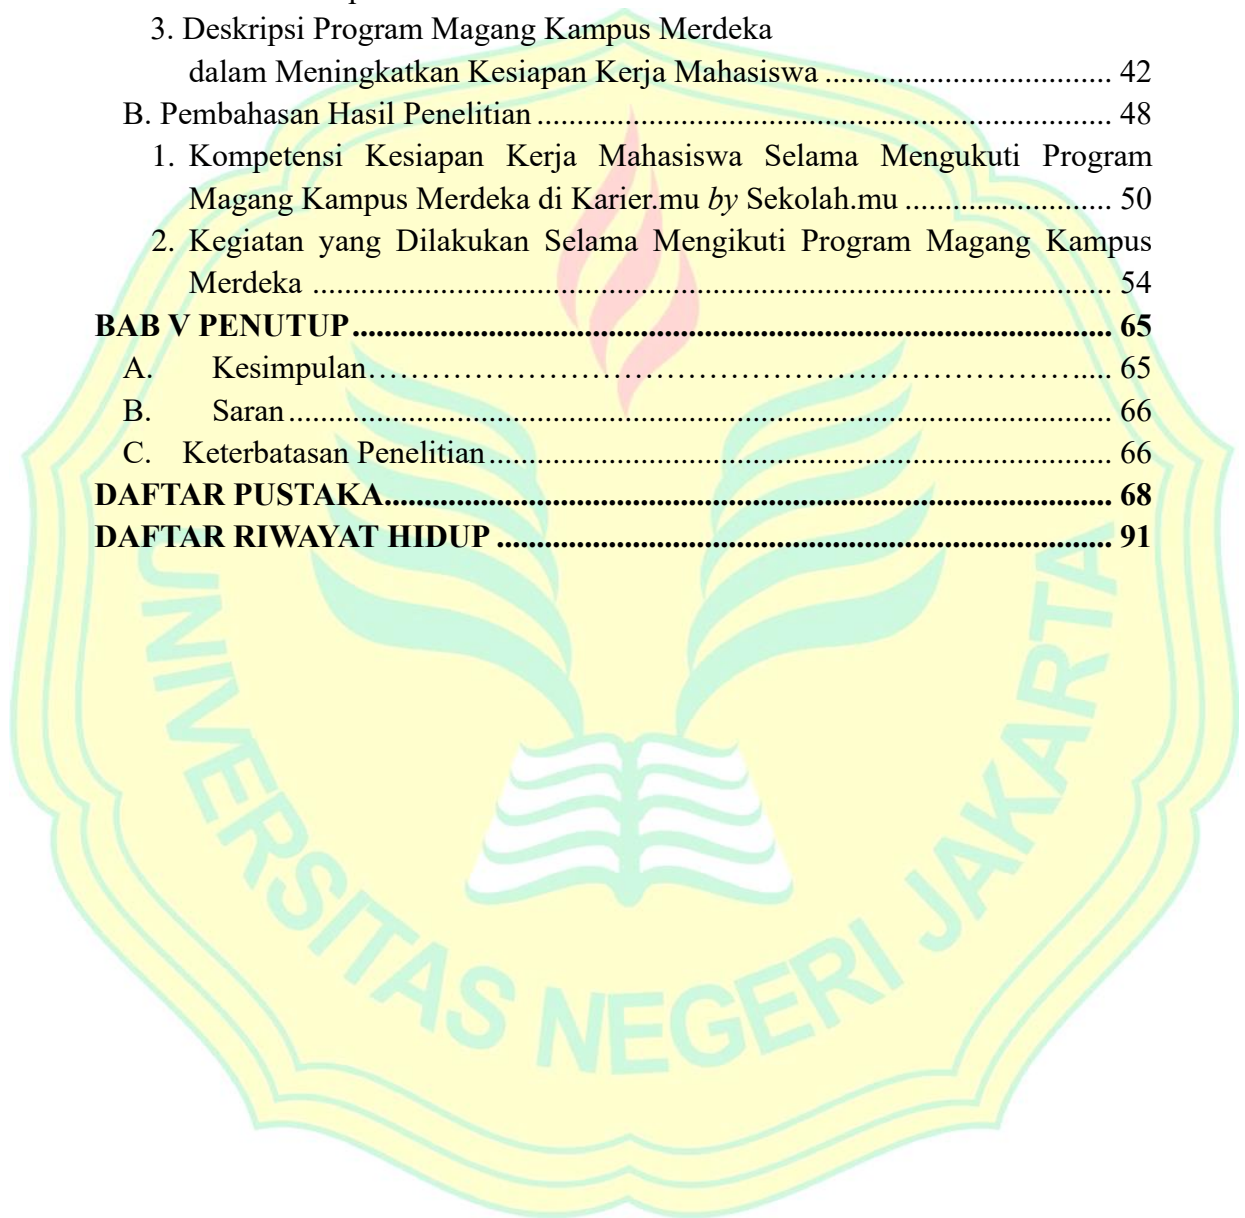 3. Deskripsi Program Magang Kampus Merdeka
dalam Meningkatkan Kesiapan Kerja Mahasiswa .................................... 42
B. Pembahasan Hasil Penelitian ......................................................................... 48
1. Kompetensi Kesiapan Kerja Mahasiswa Selama Mengukuti Program
Magang Kampus Merdeka di Karier.mu by Sekolah.mu .......................... 50
2. Kegiatan yang Dilakukan Selama Mengikuti Program Magang Kampus
Merdeka ..................................................................................................... 54
BAB V PENUTUP ............................................................................................... 65
A. Kesimpulan……………………………………………………………..... 65
B. Saran ........................................................................................................ 66
C. Keterbatasan Penelitian ............................................................................... 66
DAFTAR PUSTAKA ........................................................................................... 68
DAFTAR RIWAYAT HIDUP ............................................................................. 91
UNIVERSITAS NEGERI JAKARTA